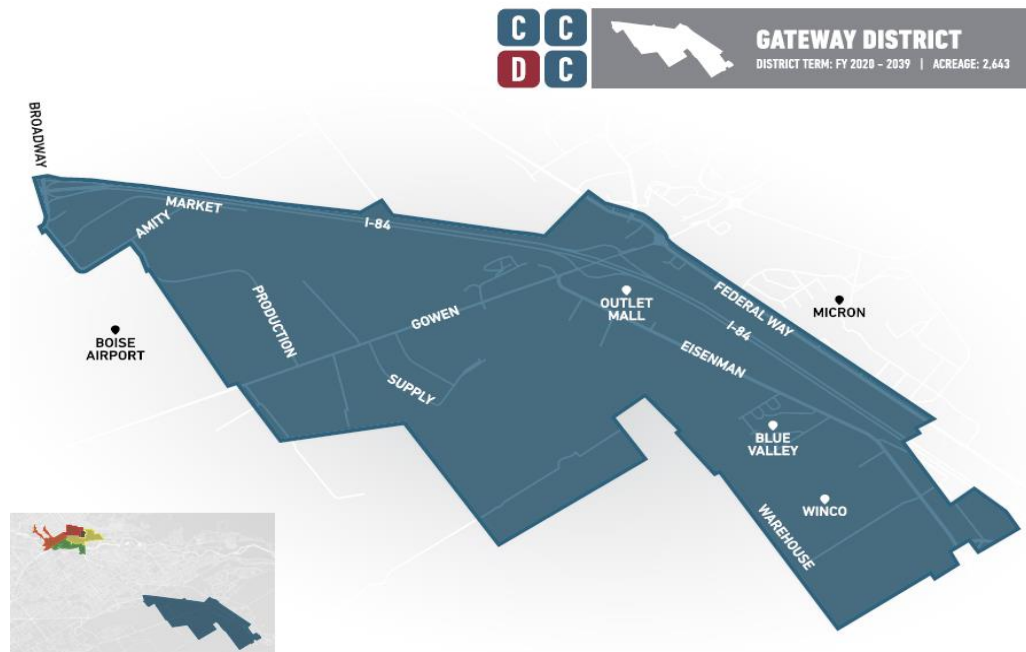 C C
D C
GATEWAY DISTRICT
DISTRICT TERM: FY 2020 - 2039 | ACREAGE: 2,643
BROADWAY
MARKET
AMITY
I-84
PRODUCTION
GOWEN
SUPPLY
OUTLET
MALL
FEDERAL WAY
I-84
MICRON
EISENMAN
BOISE
AIRPORT
BLUE
VALLEY
WINCO
WAREHOUSE